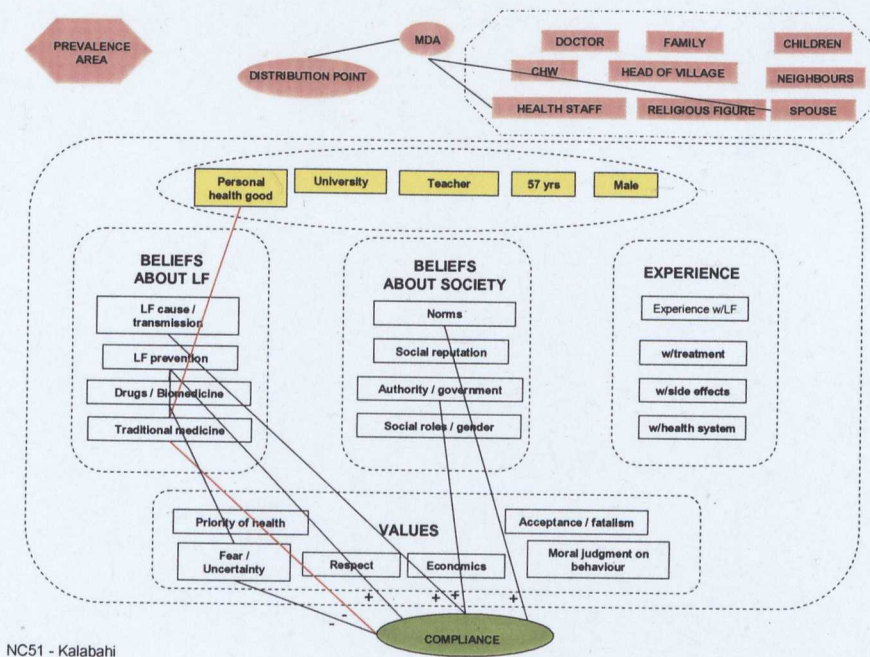 PREVALENCE
AREA
MDA
DISTRIBUTION POINT
DOCTOR
FAMILY
CHILDREN
CHW
HEAD OF VILLAGE
NEIGHBOURS
HEALTH STAFF
RELIGIOUS FIGURE
SPOUSE
Personal
health good
University
Teacher
57 yrs
Male
BELIEFS
ABOUT LF
LF cause /
transmission
LF prevention
Drugs / Biomedicine
Traditional medicine
BELIEFS
ABOUT SOCIETY
Norms
Social reputation
Authority / government
Social roles / gender
EXPERIENCE
Experience w/LF
w/treatment
w/side effects
w/health system
VALUES
Priority of health
Fear /
Uncertainty
Respect
Economics
Acceptance / fatalism
Moral judgment on
behaviour
- - + + + +
COMPLIANCE
NC51 - Kalabahi